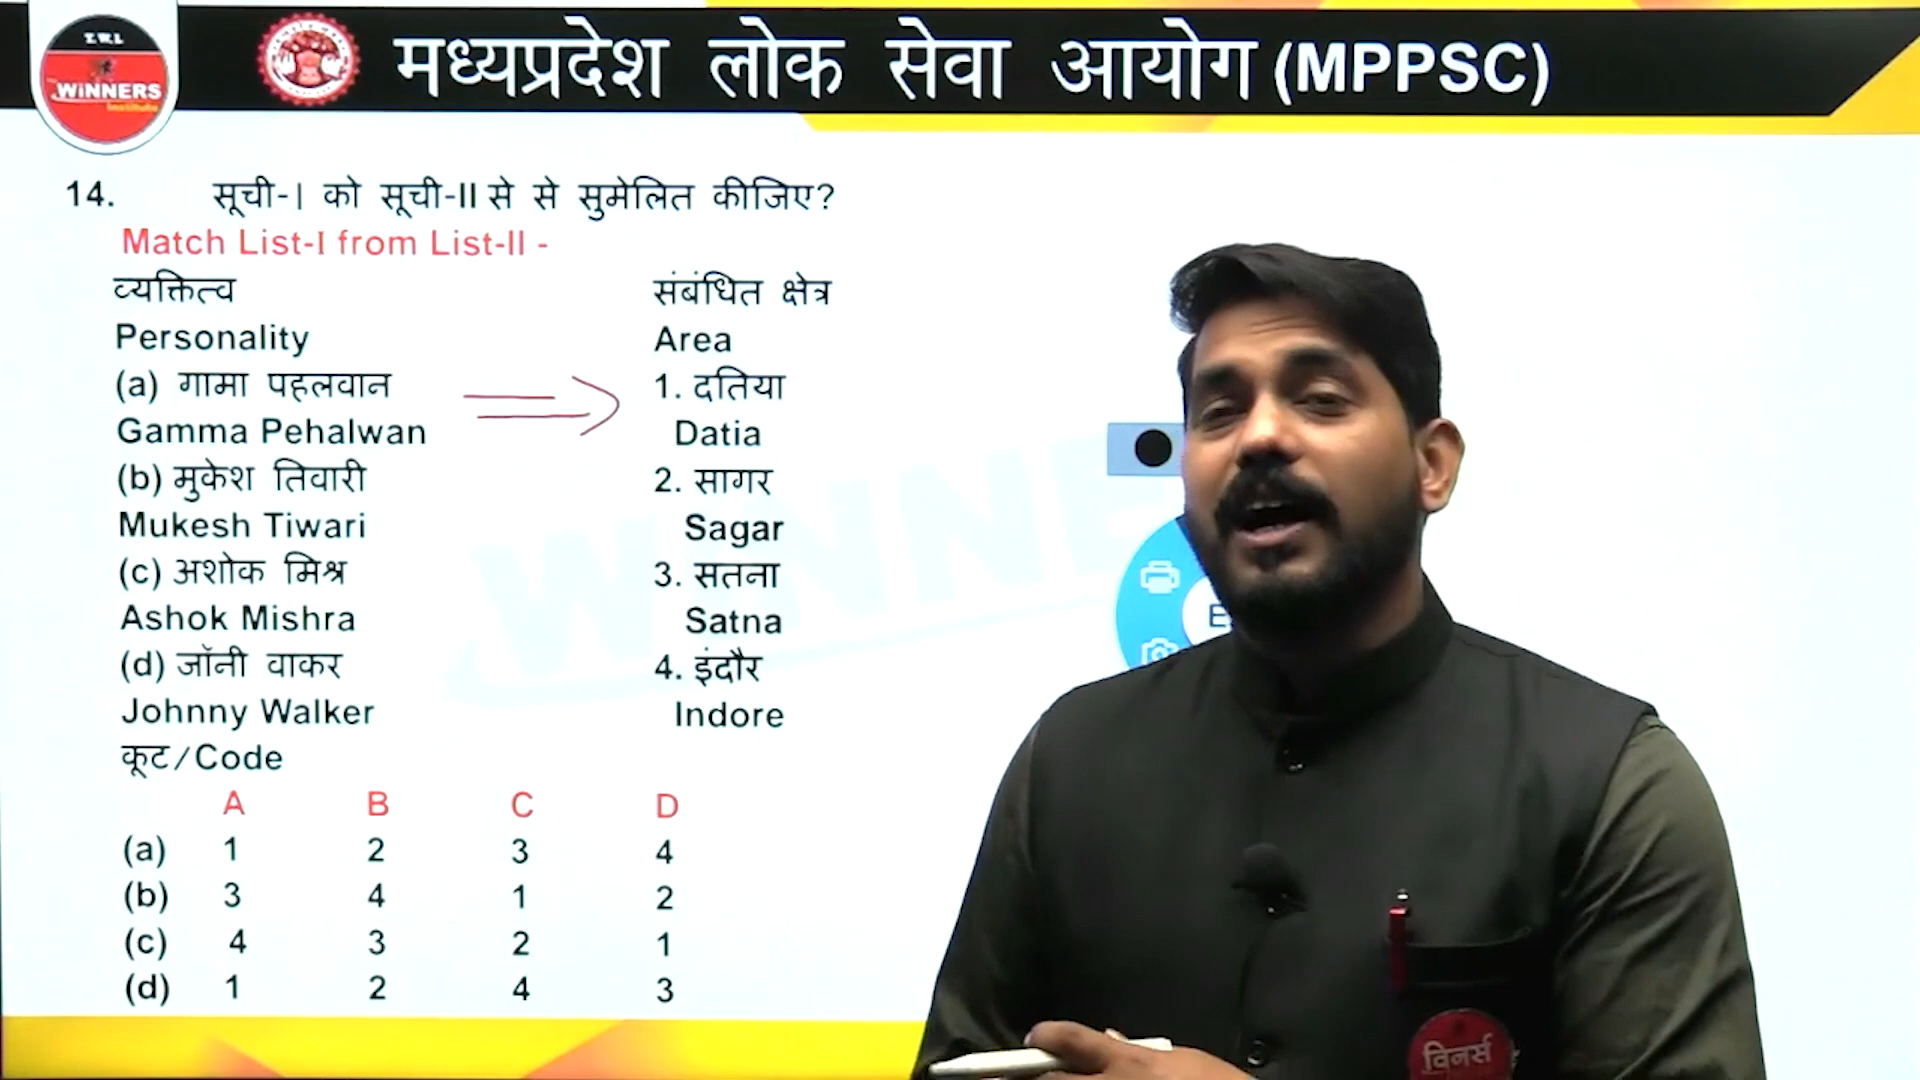 T.W.I.
WINNERS
Institute
मध्यप्रदेश लोक सेवा आयोग (MPPSC)
14. सूची-I को सूची-II से से सुमेलित कीजिए?
Match List-I from List-II -
व्यक्तित्व संबंधित क्षेत्र
Personality Area
(a) गामा पहलवान 1. दतिया
Gamma Pehalwan Datia
(b) मुकेश तिवारी 2. सागर
Mukesh Tiwari Sagar
(c) अशोक मिश्र 3. सतना
Ashok Mishra Satna
(d) जॉनी वाकर 4. इंदौर
Johnny Walker Indore
कूट/Code
A B C D
(a) 1 2 3 4
(b) 3 4 1 2
(c) 4 3 2 1
(d) 1 2 4 3
विनर्स